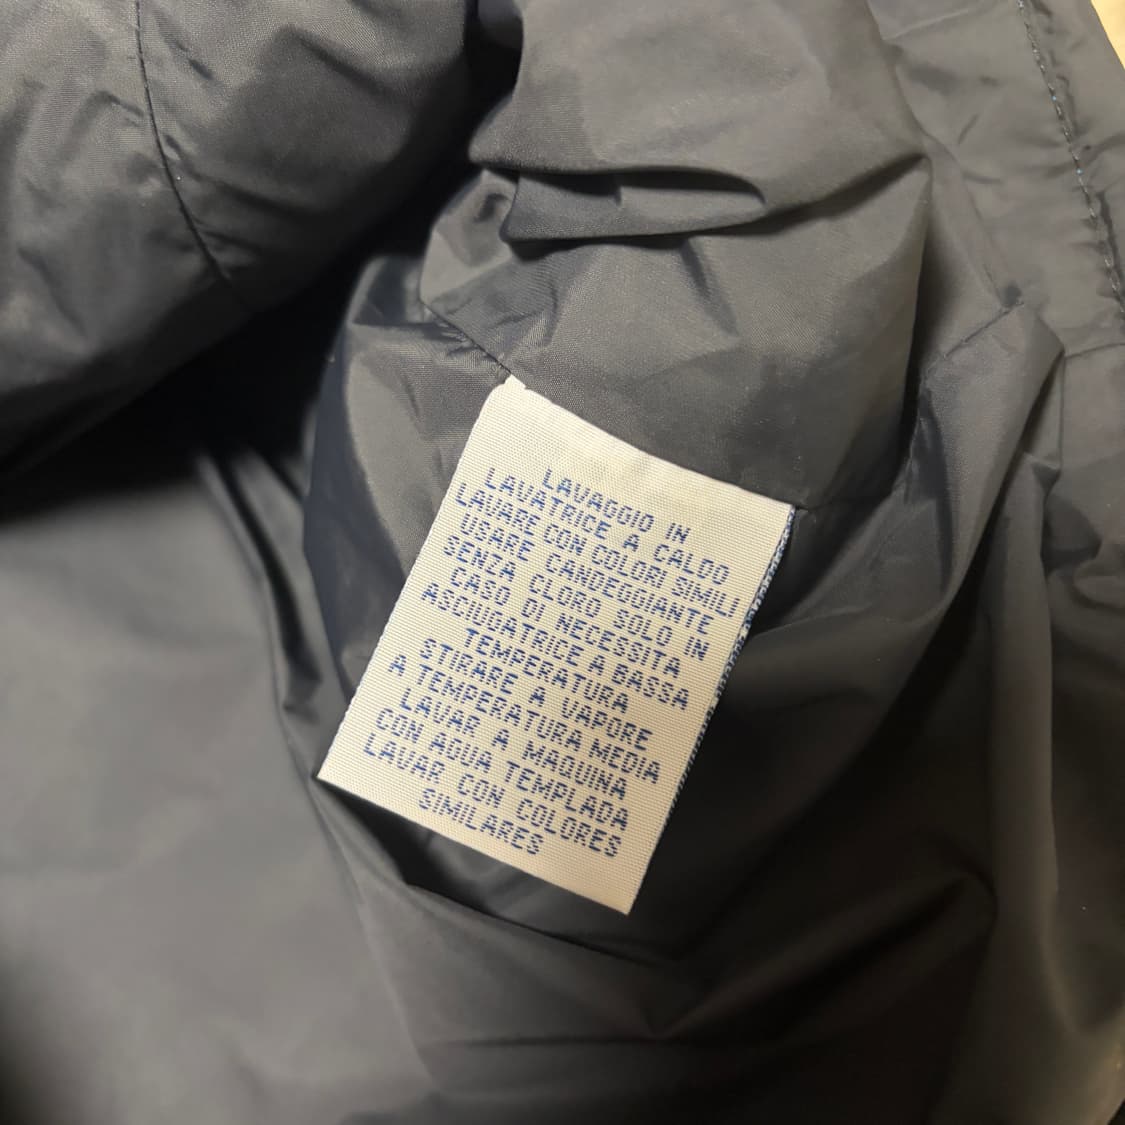 LAVAGGIO IN
LAVATRICE A CALDO
LAVARE CON COLORI SIMILI
USARE CANDEGGIANTE
SENZA CLORO SOLO IN
CASO DI NECESSITA
ASCIUGATRICE A BASSA
TEMPERATURA
STIRARE A VAPORE
A TEMPERATURA MEDIA
LAVAR A MAQUINA
CON AGUA TEMPLADA
LAVAR CON COLORES
SIMILARES